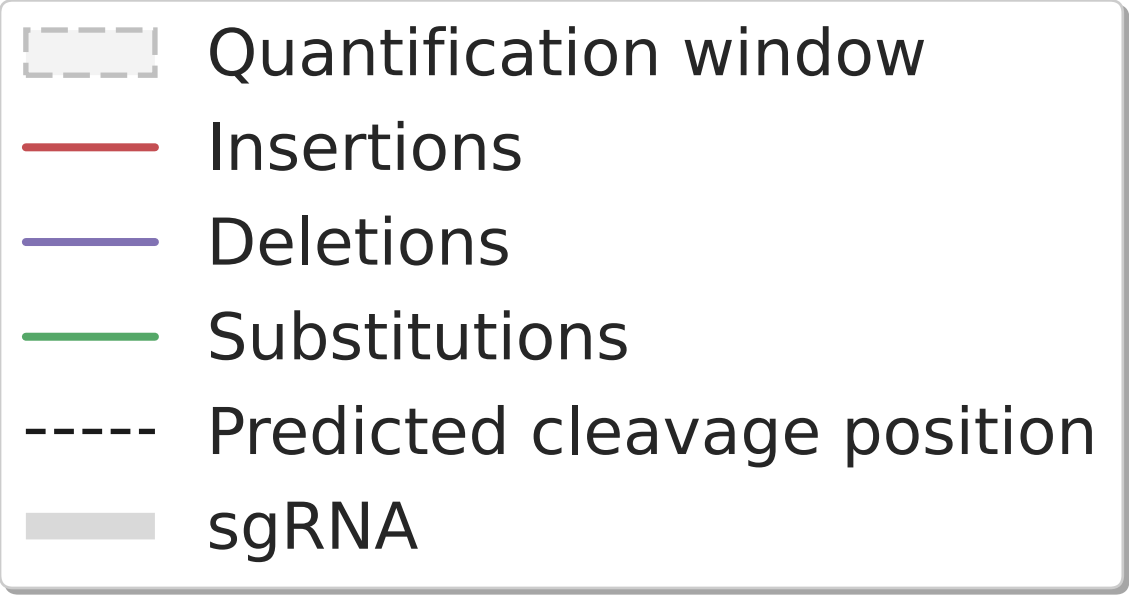 Quantification window
Insertions
Deletions
Substitutions
Predicted cleavage position
sgRNA